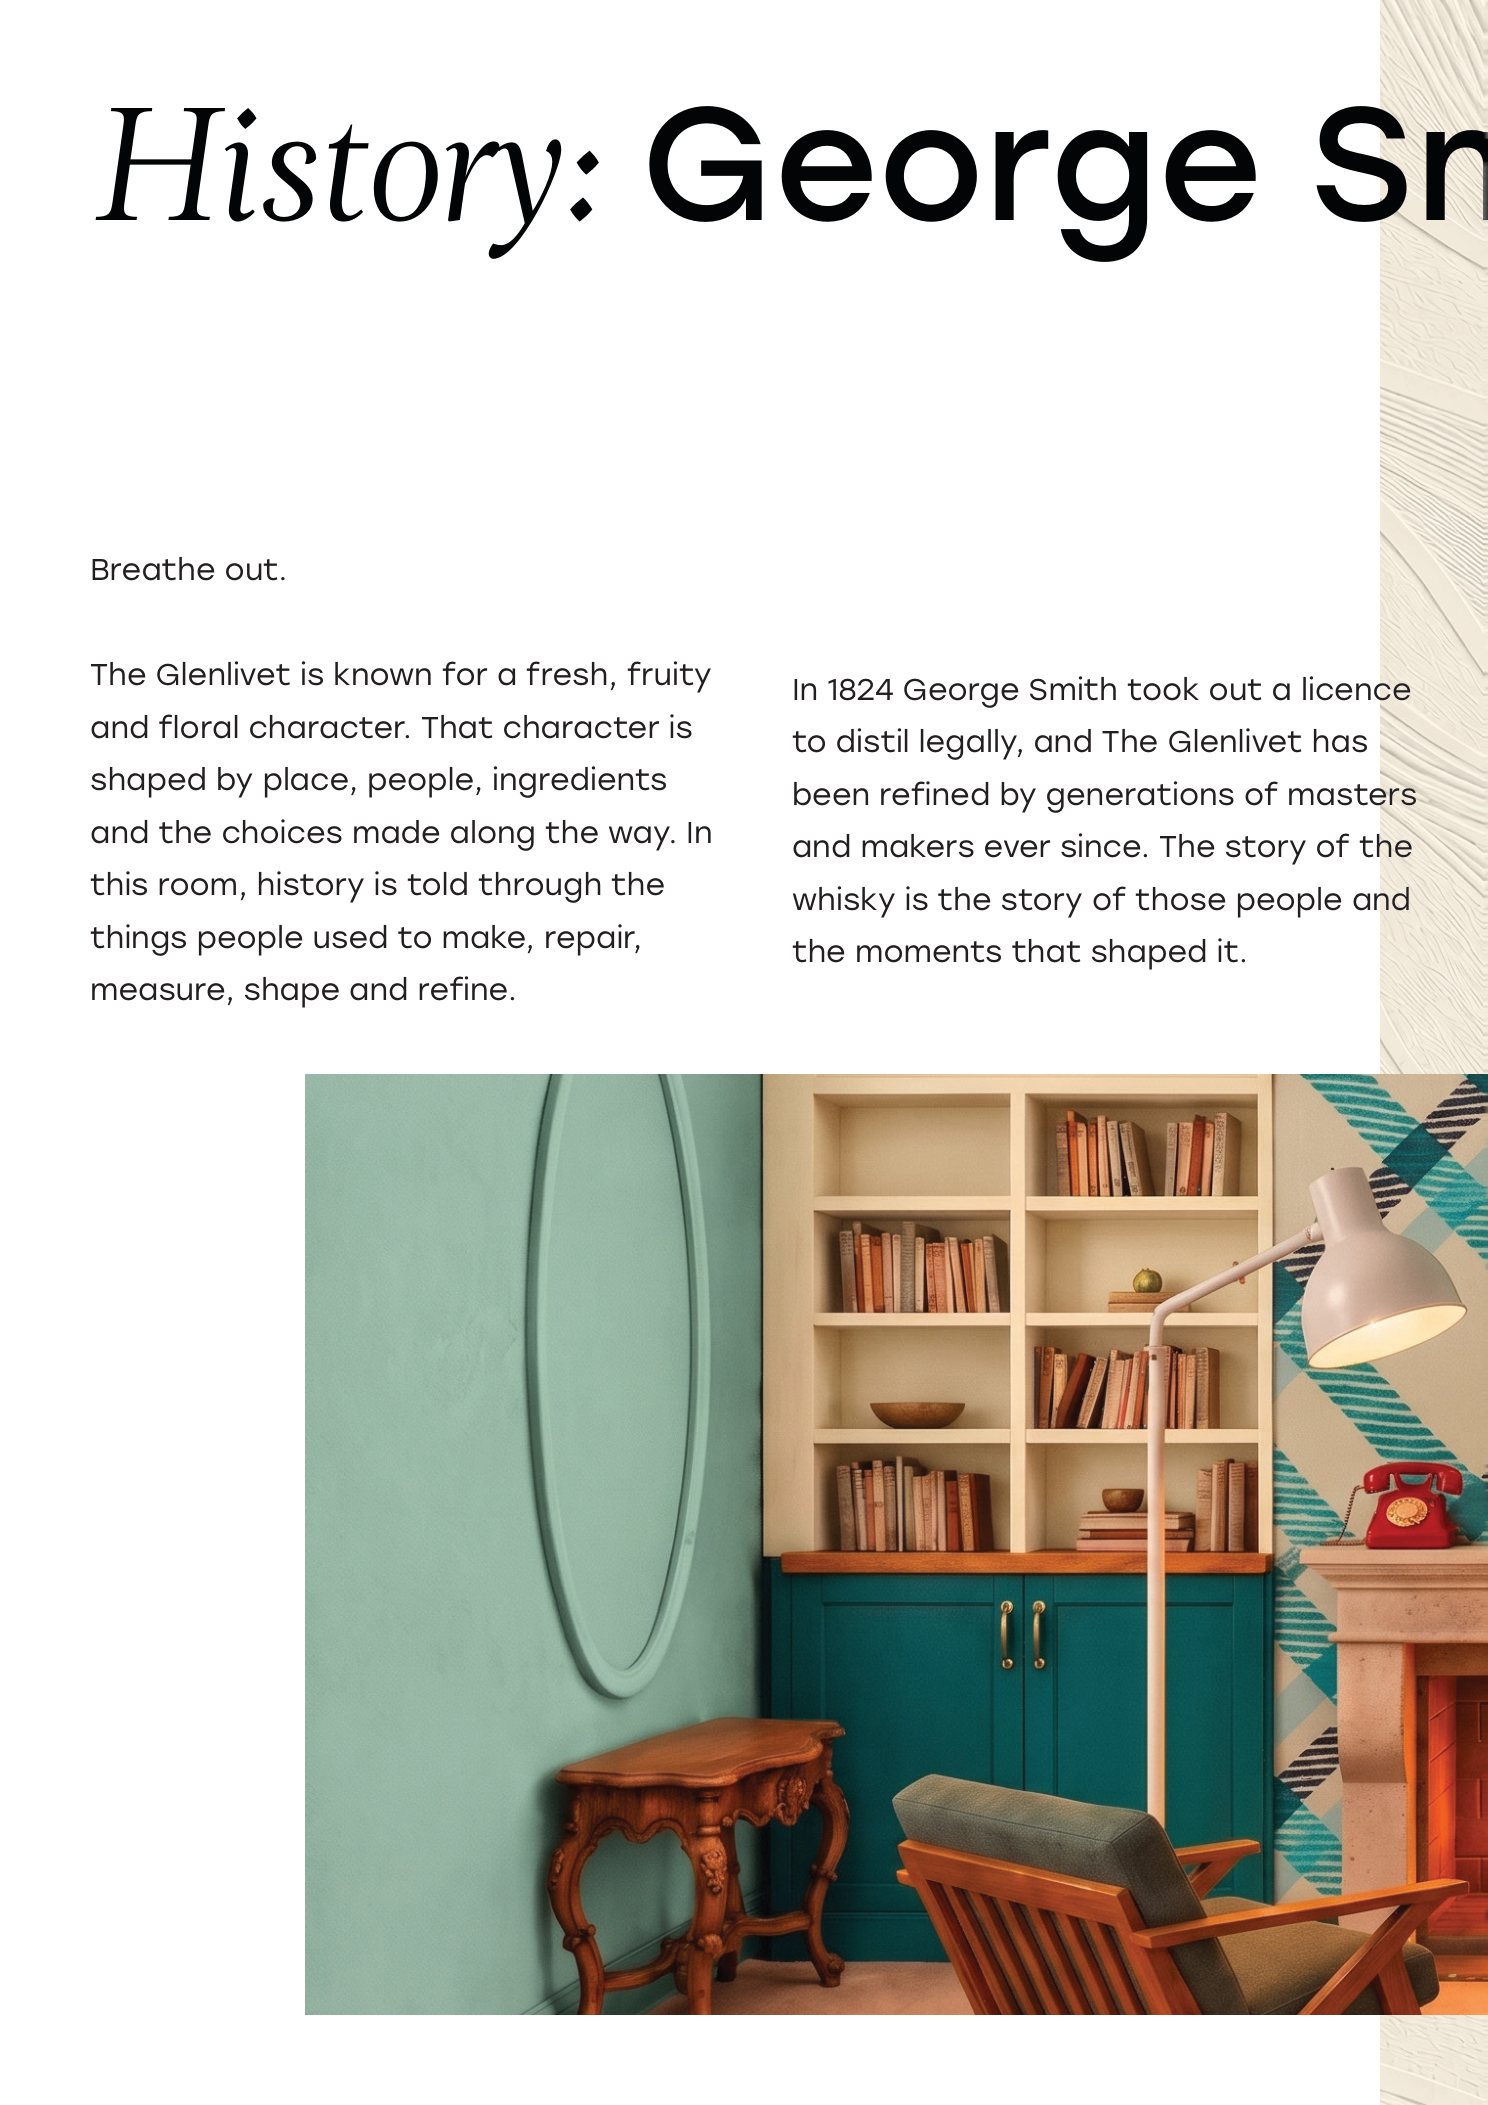 History: George
Breathe out.
The Glenlivet is known for a fresh, fruity
and floral character. That character is
shaped by place, people, ingredients
and the choices made along the way. In
this room, history is told through the
things people used to make, repair,
measure, shape and refine.
In 1824 George Smith took out a licence
to distil legally, and The Glenlivet has
been refined by generations of masters
and makers ever since. The story of the
whisky is the story of those people and
the moments that shaped it.